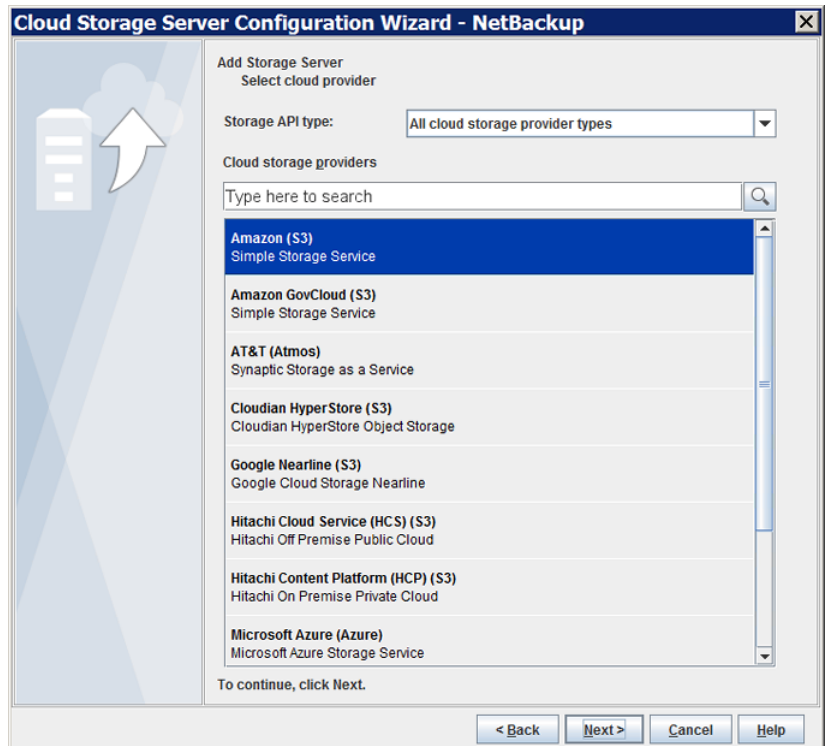 Cloud Storage Server Configuration Wizard - NetBackup
Add Storage Server
Select cloud provider
Storage API type:
All cloud storage provider types
Cloud storage providers
Type here to search
Amazon (S3)
Simple Storage Service
Amazon GovCloud (S3)
Simple Storage Service
AT&T (Atmos)
Synaptic Storage as a Service
Cloudian HyperStore (S3)
Cloudian HyperStore Object Storage
Google Nearline (S3)
Google Cloud Storage Nearline
Hitachi Cloud Service (HCS) (S3)
Hitachi Off Premise Public Cloud
Hitachi Content Platform (HCP) (S3)
Hitachi On Premise Private Cloud
Microsoft Azure (Azure)
Microsoft Azure Storage Service
To continue, click Next.
< Back
Next >
Cancel
Help